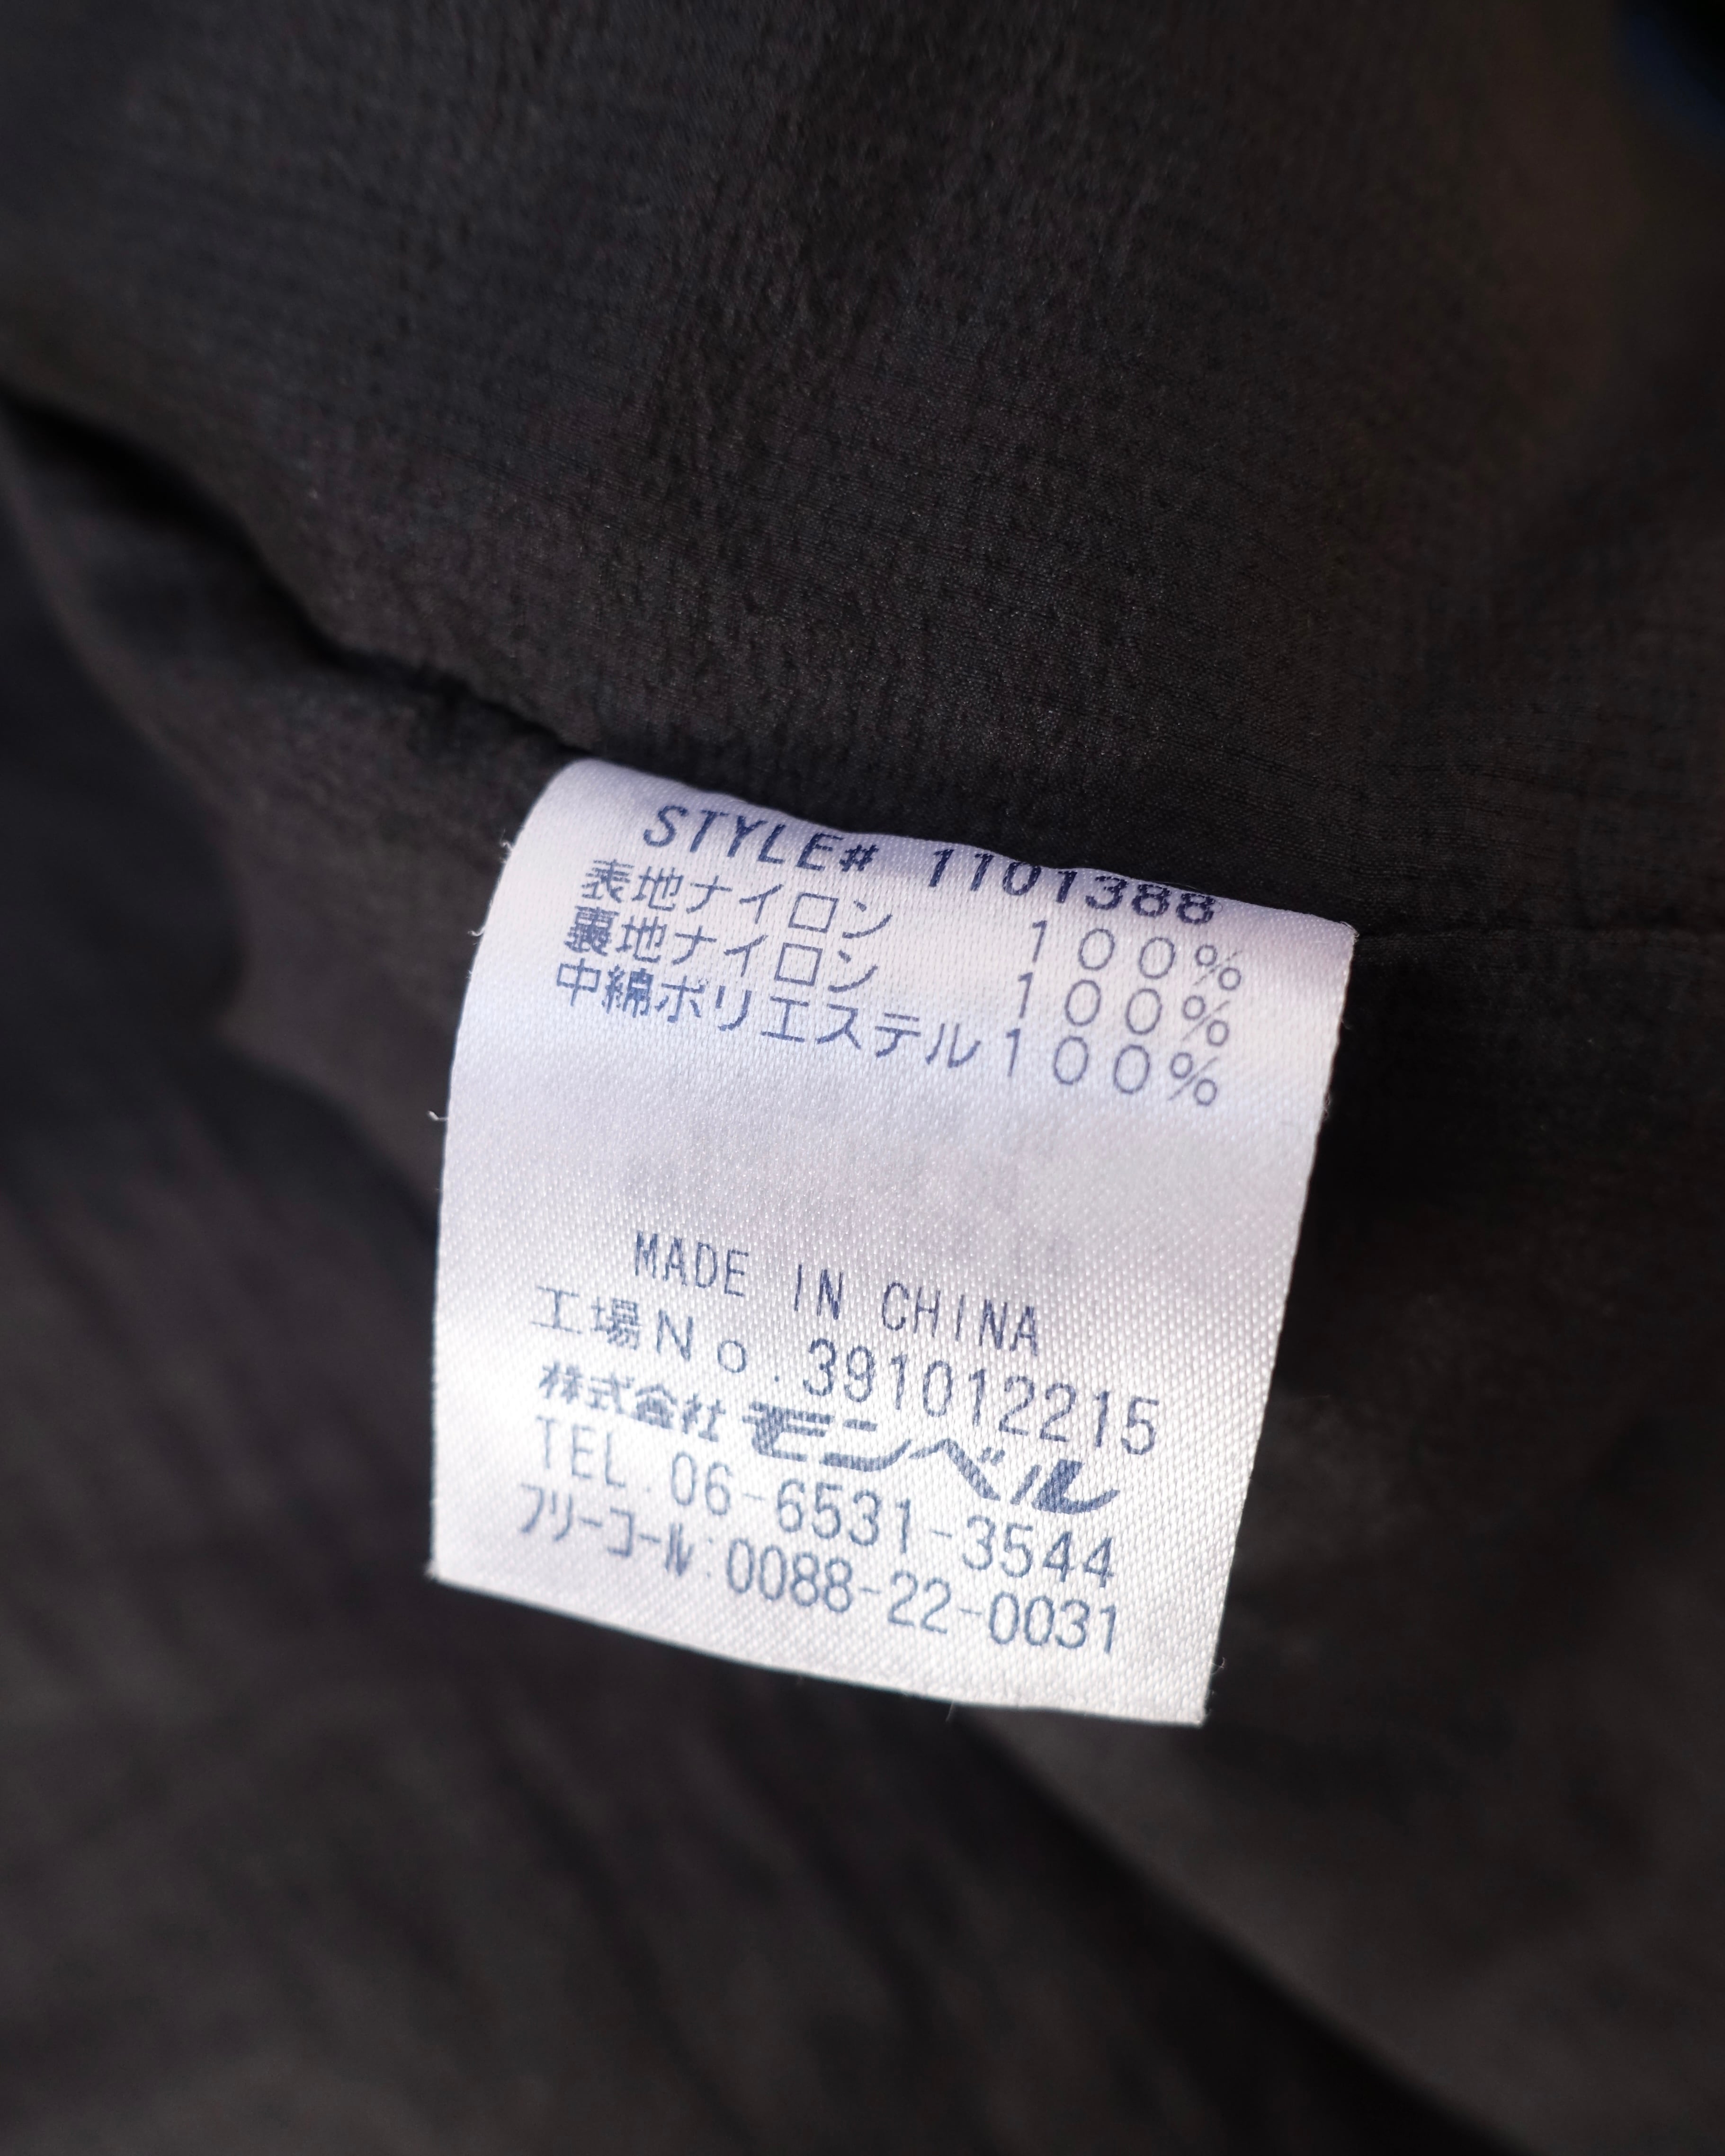 STYLE# 1101388
表地ナイロン 100%
裏地ナイロン 100%
中綿ポリエステル100%
MADE IN CHINA
工場No.391012215
株式会社モンベル
TEL.06-6531-3544
フリーコール:0088-22-0031